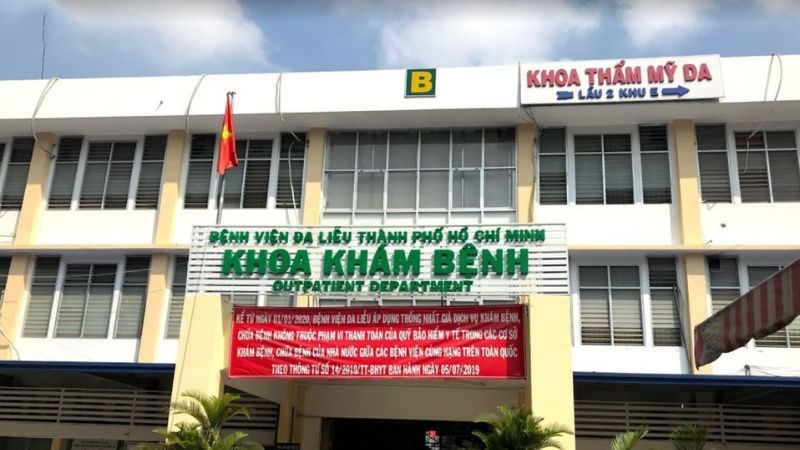 B
KHOA THẨM MỸ DA
LẦU 2 KHU E
BỆNH VIỆN DA LIỄU THÀNH PHỐ HỒ CHÍ MINH
KHOA KHÁM BỆNH
OUTPATIENT DEPARTMENT
KỂ TỪ NGÀY 01/01/2020, BỆNH VIỆN DA LIỄU ÁP DỤNG THỐNG NHẤT GIÁ DỊCH VỤ KHÁM BỆNH,
CHỮA BỆNH KHÔNG THUỘC PHẠM VI THANH TOÁN CỦA QUỸ BẢO HIỂM Y TẾ TRONG CÁC CƠ SỞ
KHÁM BỆNH, CHỮA BỆNH CỦA NHÀ NƯỚC GIỮA CÁC BỆNH VIỆN CÙNG HẠNG TRÊN TOÀN QUỐC
THEO THÔNG TƯ SỐ 14/2019/TT-BHYT BAN HÀNH NGÀY 05/07/2019